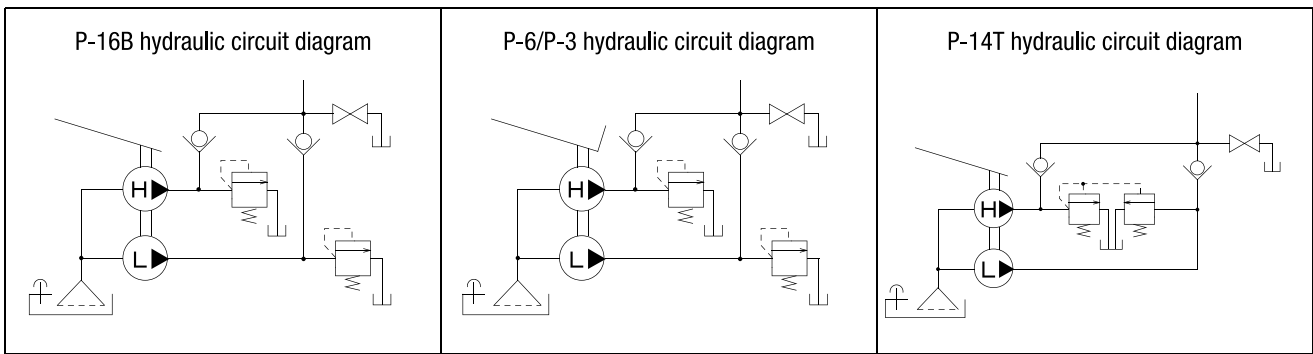 P-16B hydraulic circuit diagram
H
L
P-6/P-3 hydraulic circuit diagram
H
L
P-14T hydraulic circuit diagram
H
L